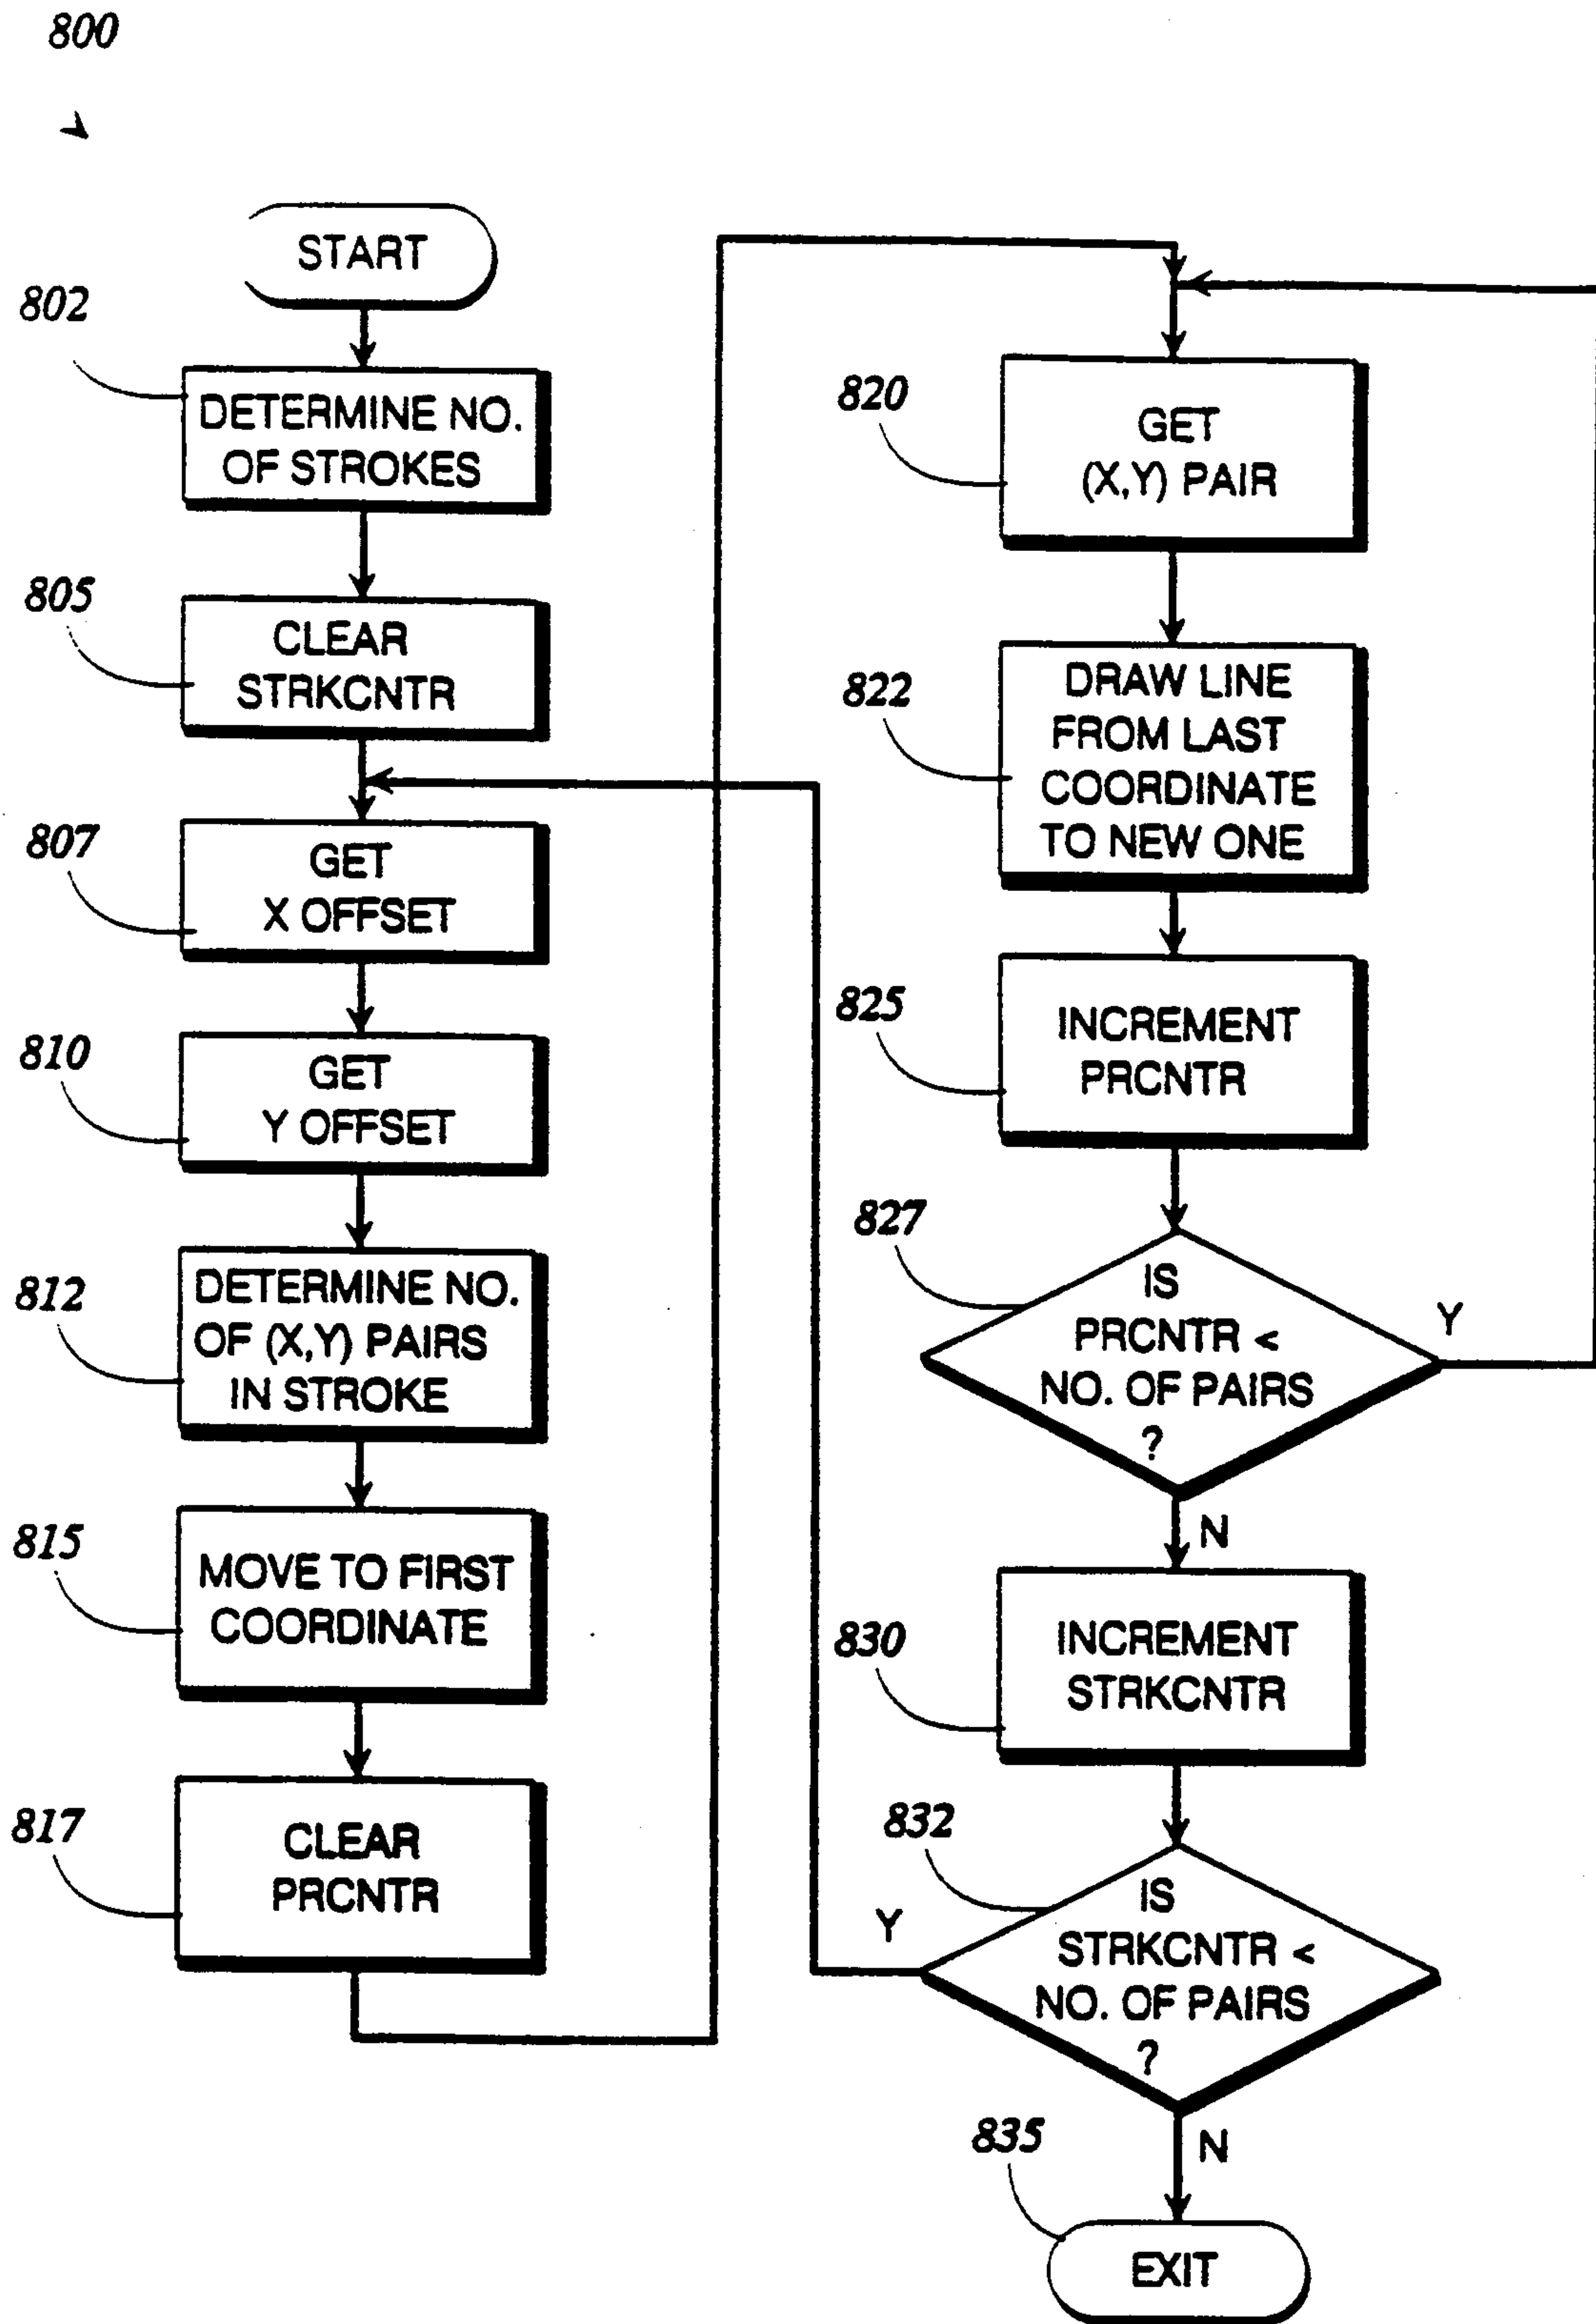 800
START
802
DETERMINE NO.
OF STROKES
805
CLEAR
STRKCNTR
807
GET
X OFFSET
810
GET
Y OFFSET
812
DETERMINE NO.
OF (X,Y) PAIRS
IN STROKE
815
MOVE TO FIRST
COORDINATE
817
CLEAR
PRCNTR
820
GET
(X,Y) PAIR
822
DRAW LINE
FROM LAST
COORDINATE
TO NEW ONE
825
INCREMENT
PRCNTR
827
IS
PRCNTR <
NO. OF PAIRS
?
Y
N
830
INCREMENT
STRKCNTR
832
IS
STRKCNTR <
NO. OF PAIRS
?
Y
N
835
EXIT